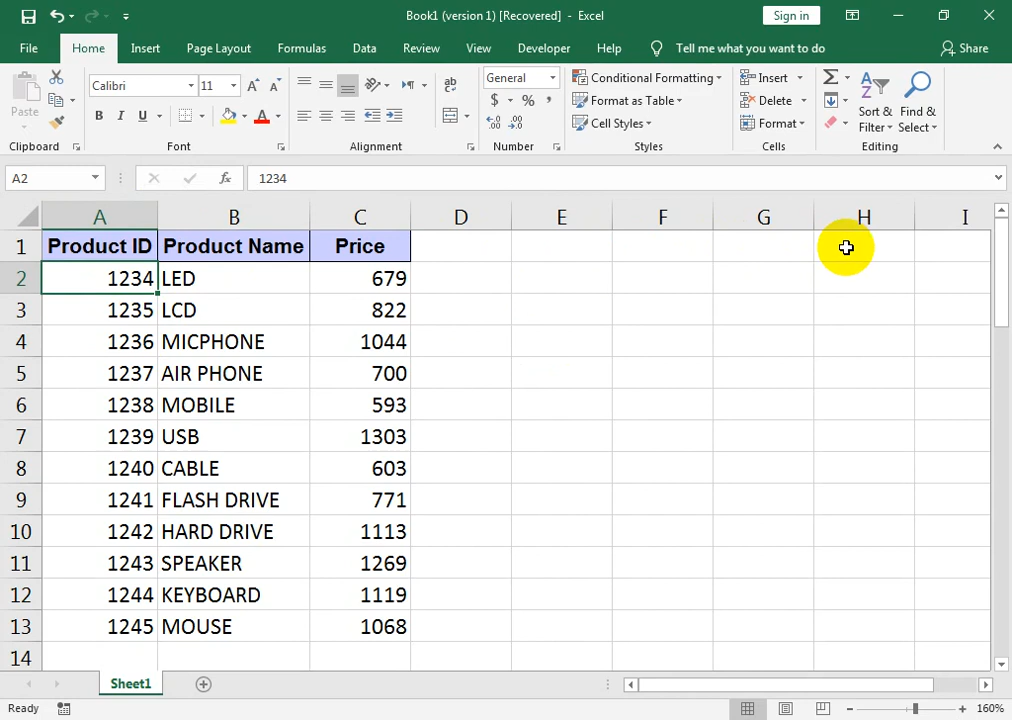 Book1 (version 1) [Recovered] - Excel
Sign in
File Home Insert Page Layout Formulas Data Review View Developer Help Tell me what you want to do Share
Paste
Calibri 11
B I U
A
ab
c
General
$ % ,
Conditional Formatting
Format as Table
Cell Styles
Insert
Delete
Format
Σ
Sort & Filter
Find & Select
Clipboard Font Alignment Number Styles Cells Editing
A2 fx 1234
A B C D E F G H I
1 Product ID Product Name Price
2 1234 LED 679
3 1235 LCD 822
4 1236 MICPHONE 1044
5 1237 AIR PHONE 700
6 1238 MOBILE 593
7 1239 USB 1303
8 1240 CABLE 603
9 1241 FLASH DRIVE 771
10 1242 HARD DRIVE 1113
11 1243 SPEAKER 1269
12 1244 KEYBOARD 1119
13 1245 MOUSE 1068
14
Sheet1
Ready 160%